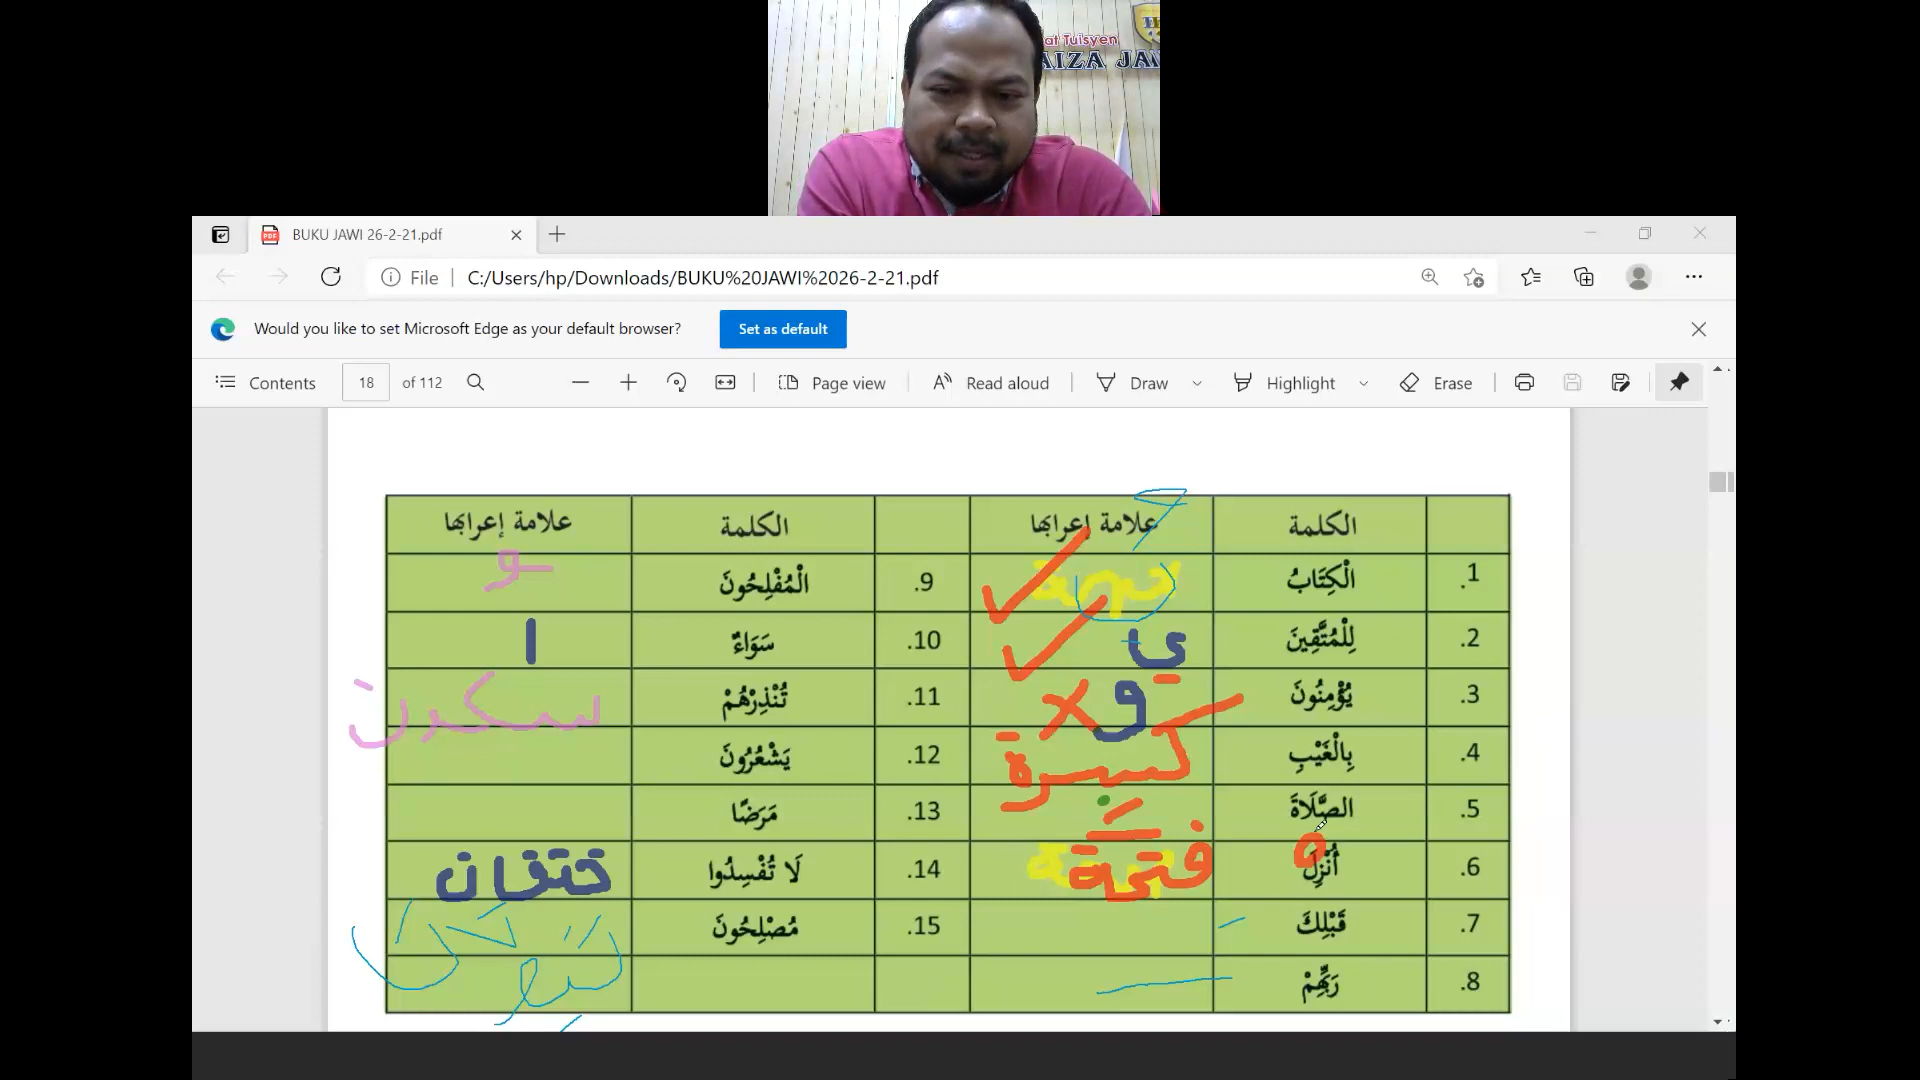 at Tuisyen
AIZA JAW
BUKU JAWI 26-2-21.pdf
File C:/Users/hp/Downloads/BUKU%20JAWI%2026-2-21.pdf
Would you like to set Microsoft Edge as your default browser? Set as default
Contents 18 of 112 Page view Read aloud Draw Highlight Erase
الكلمة علامة إعرابها الكلمة علامة إعرابها
1. الْكِتَابُ 9. الْمُفْلِحُونَ و
2. لِلْمُتَّقِينَ ي 10. سَوَاءٌ ا
3. يُؤْمِنُونَ و x 11. تُنْذِرْهُمْ سكون
4. بِالْغَيْبِ 12. يَشْعُرُونَ
5. الصَّلَاةَ 13. مَرَضًا
6. أُنْزِلَ فتحة 14. لَا تُفْسِدُوا
7. قَبْلِكَ 15. مُصْلِحُونَ
8. رَبِّهِمْ